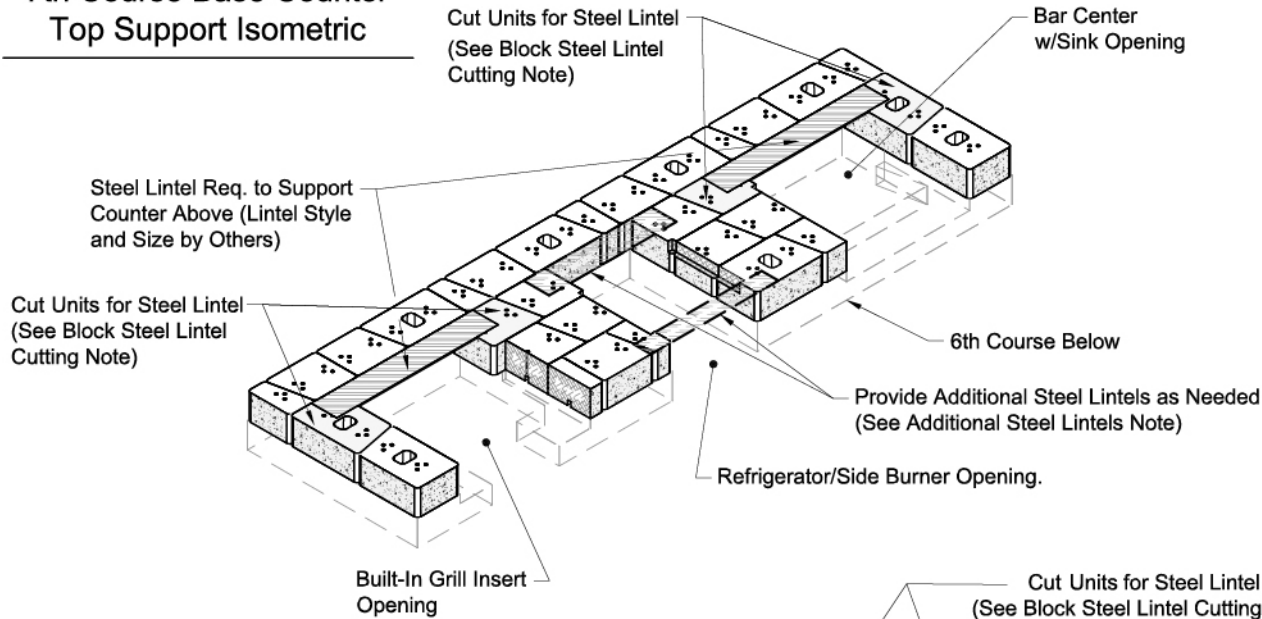 Top Support Isometric
Cut Units for Steel Lintel
(See Block Steel Lintel
Cutting Note)
Bar Center
w/Sink Opening
Steel Lintel Req. to Support
Counter Above (Lintel Style
and Size by Others)
Cut Units for Steel Lintel
(See Block Steel Lintel
Cutting Note)
6th Course Below
Provide Additional Steel Lintels as Needed
(See Additional Steel Lintels Note)
Refrigerator/Side Burner Opening.
Built-In Grill Insert
Opening
Cut Units for Steel Lintel
(See Block Steel Lintel Cutting